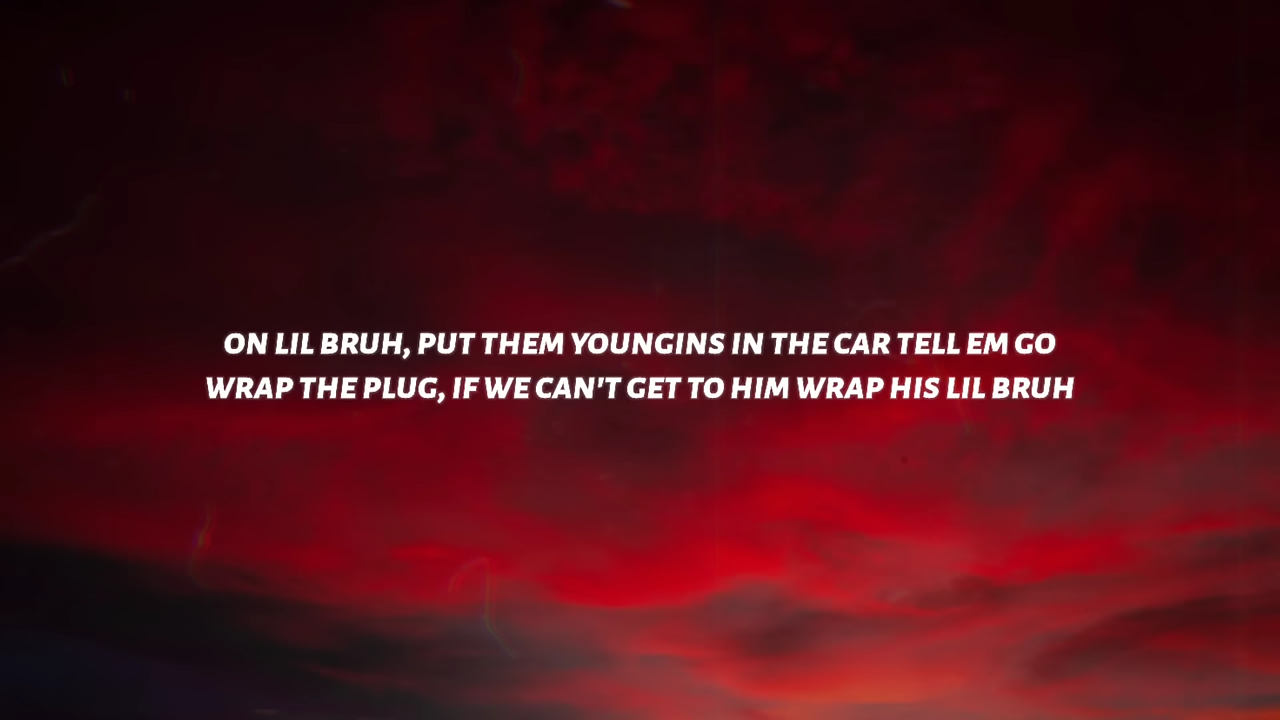 ON LIL BRUH, PUT THEM YOUNGINS IN THE CAR TELL EM GO
WRAP THE PLUG, IF WE CAN'T GET TO HIM WRAP HIS LIL BRUH